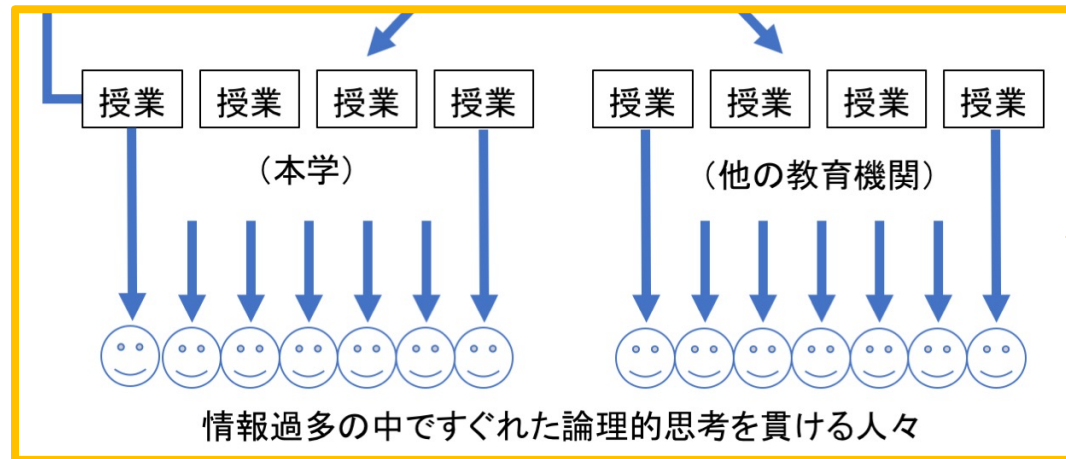 授業 授業 授業 授業 授業 授業 授業 授業
（本学） （他の教育機関）
情報過多の中ですぐれた論理的思考を貫ける人々